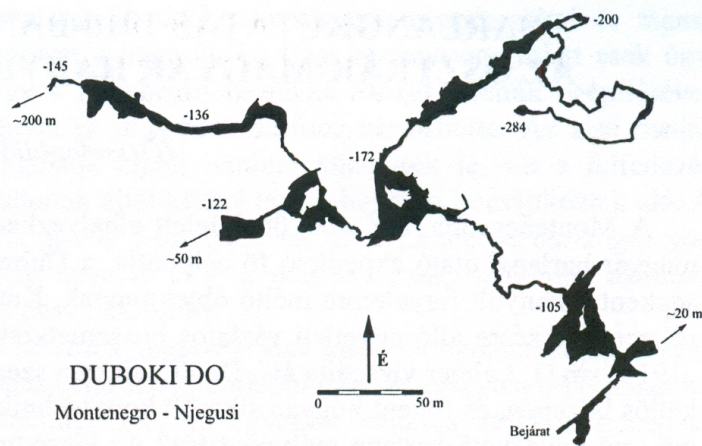 -200
-145
~200 m
-136
-284
-172
-122
~50 m
-105
~20 m
É
DUBOKI DO
0
50 m
Montenegro - Njegusi
Bejárat